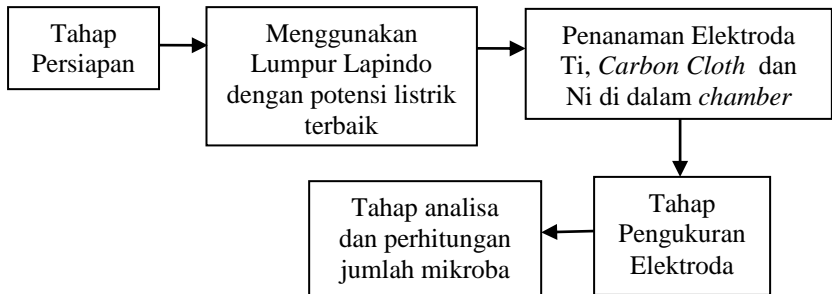 Tahap
Persiapan
Menggunakan
Lumpur Lapindo
dengan potensi listrik
terbaik
Penanaman Elektroda
Ti, Carbon Cloth dan
Ni di dalam chamber
Tahap
Pengukuran
Elektroda
Tahap analisa
dan perhitungan
jumlah mikroba